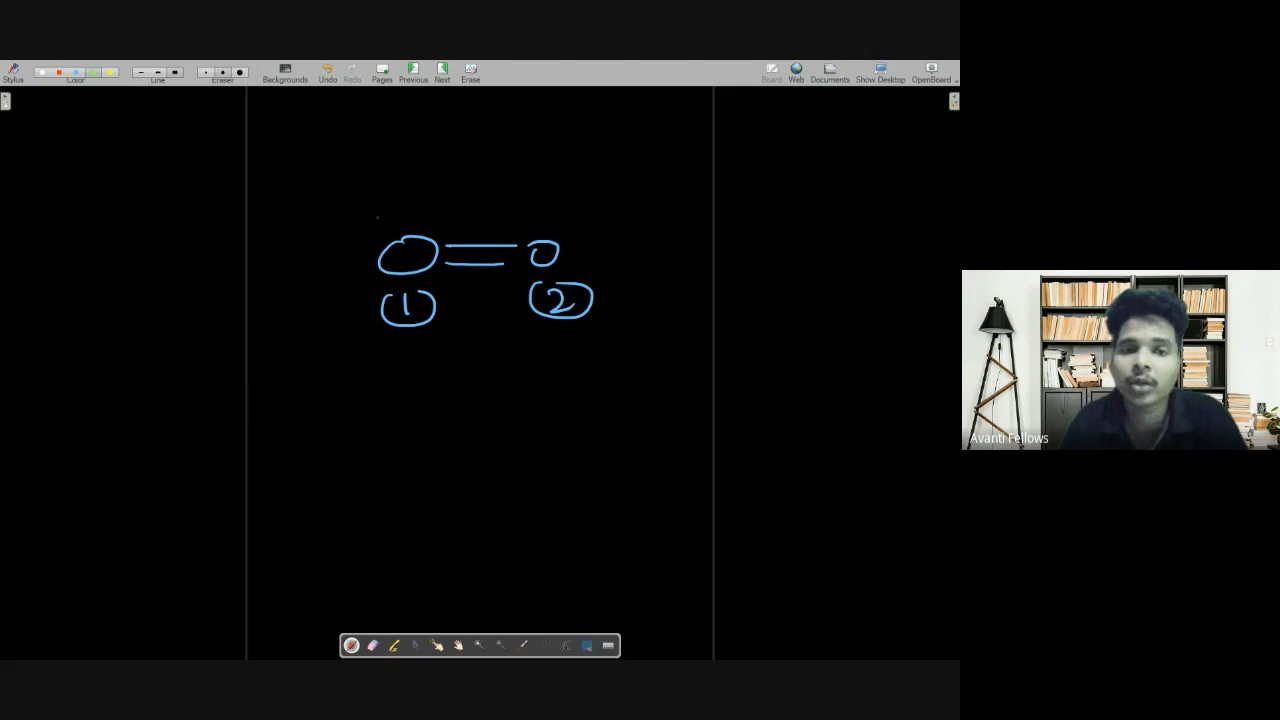 Stylus Color Line Eraser Backgrounds Undo Redo Pages Previous Next Erase Board Web Documents Show Desktop OpenBoard
O=O
(1) (2)
Avanti Fellows